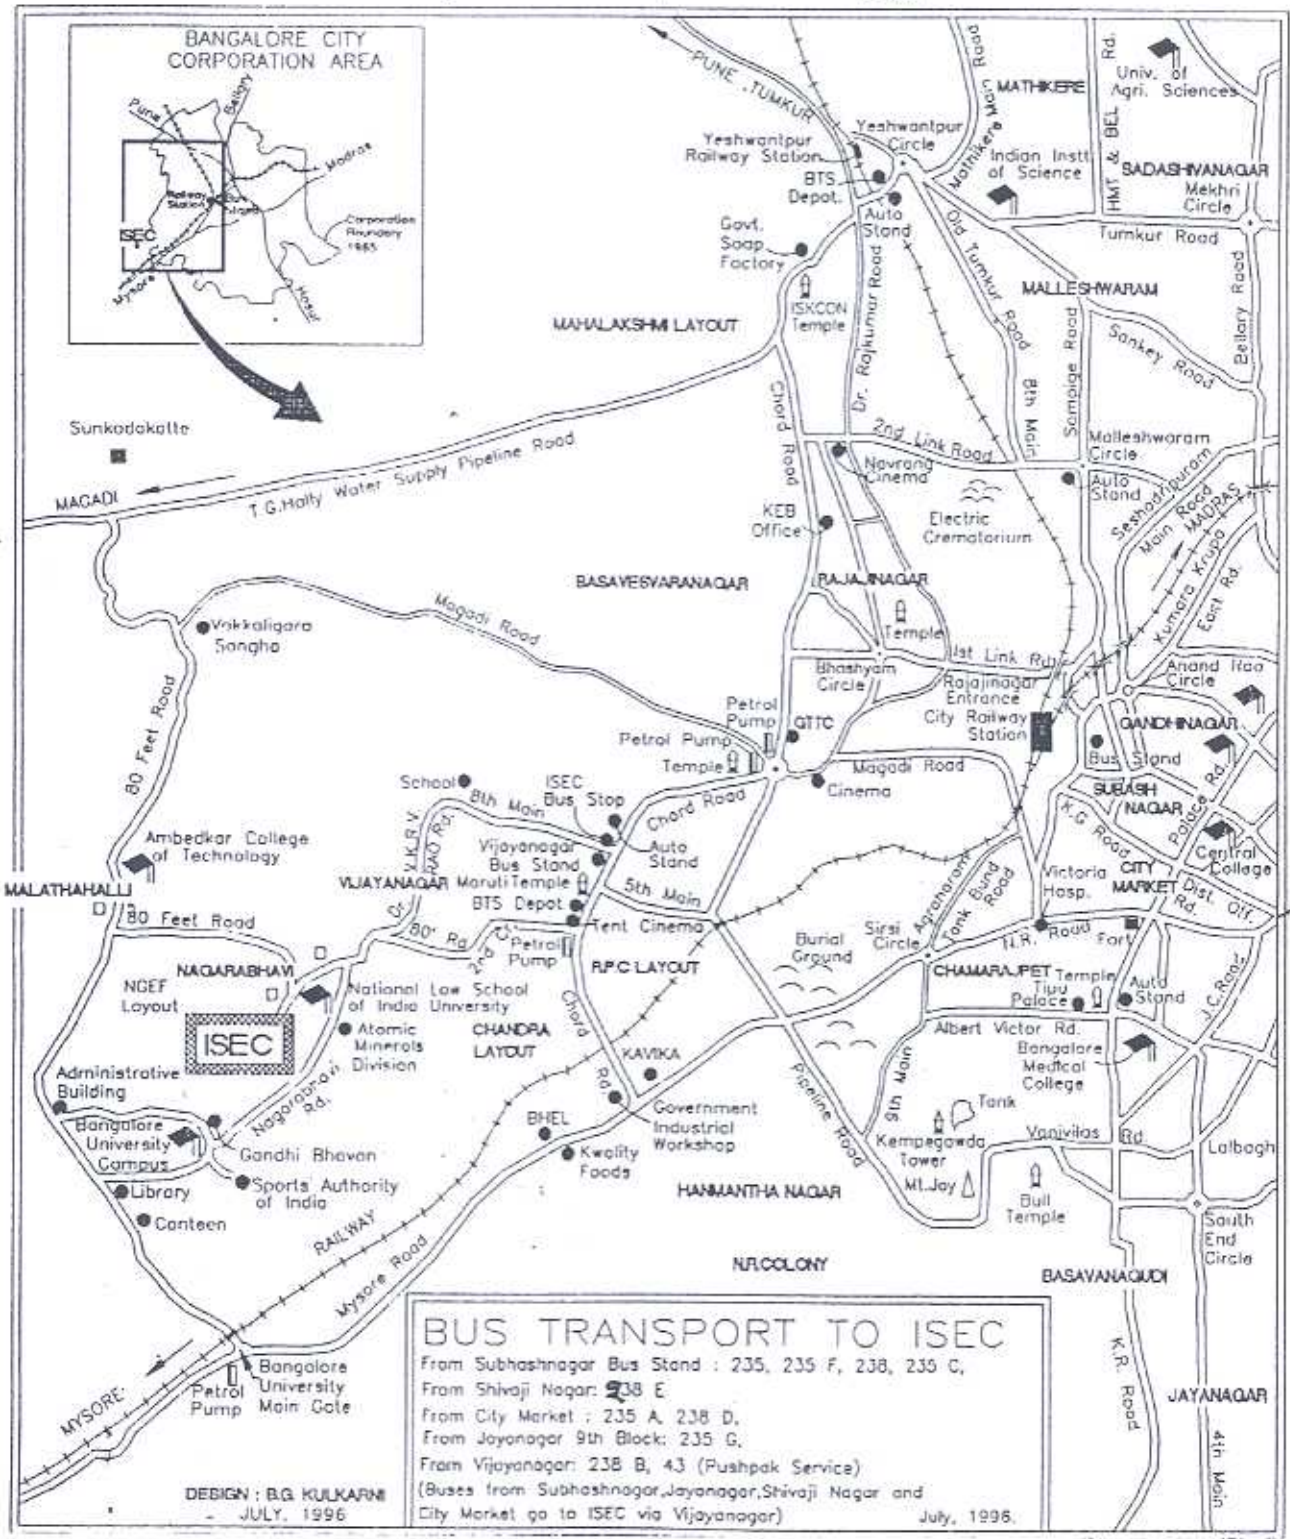 BANGALORE CITY
CORPORATION AREA
Pune
Bellary
Madras
Railway
Station
Bus
Stand
ISEC
Corporation
Boundary
1985
Mysore
Hosur
PUNE, TUMKUR
Mathikere Main Road
MATHIKERE
HMT & BEL Rd.
Univ. of
Agri. Sciences
Yeshwantpur
Circle
Yeshwantpur
Railway Station
BTS
Depot.
Auto
Stand
Indian Instt.
of Science
SADASHIVANAGAR
Mekhri
Circle
Tumkur Road
Govt.
Soap
Factory
ISKCON
Temple
Dr. Rajkumar Road
Old Tumkur Road
MALLESHWARAM
Sampige Road
Sankey Road
Bellary Road
MAHALAKSHMI LAYOUT
Chord Road
8th Main
2nd Link Road
Navrang
Cinema
Malleshwaram
Circle
Auto
Stand
Sunkadakatte
MAGADI
T.G.Hally Water Supply Pipeline Road
KEB
Office
Electric
Crematorium
Seshadripuram
Main Road
MADRAS
Kumara Krupa
East Rd.
BASAVESVARANAGAR
RAJAJINAGAR
Magadi Road
Vakkaligara
Sangha
Temple
1st Link Rd.
Bhashyam
Circle
Rajajinagar
Entrance
City Railway
Station
Anand Rao
Circle
GANDHINAGAR
Bus Stand
SUBASH
NAGAR
Palace Rd.
80 Feet Road
Petrol
Pump
GTTC
Petrol Pump
Temple
Magadi Road
Cinema
Chord Road
School
8th Main
ISEC
Bus Stop
Auto
Stand
Vijayanagar
Bus Stand
Maruti Temple
BTS Depot.
Tent Cinema
5th Main
Dr. V.K.R.V.
RAO Rd.
VIJAYANAGAR
80' Rd.
Petrol
Pump
Ambedkar College
of Technology
MALATHAHALLI
80 Feet Road
K.G Road
Victoria
Hosp.
CITY
MARKET
Rd.
Central
College
Dist. Off.
Agraharam
Tank Bund
Road
Sirsi
Circle
N.R. Road
Fort
Burial
Ground
R.P.C LAYOUT
NAGARABHAVI
NGEF
Layout
National Law School
of India University
ISEC
Atomic
Minerals
Division
CHANDRA
LAYOUT
Chord
Rd
KAVIKA
CHAMARAJPET
Temple
Tipu
Palace
Auto
Stand
J.C.Road
Albert Victor Rd.
Bangalore
Medical
College
Pipeline Road
5th Main
Tank
Kempegawda
Tower
Mt.Joy
Vanivilas Rd.
Lalbagh
Bull
Temple
South
End
Circle
Administrative
Building
Bangalore
University
Campus
Nagarabhavi
Rd.
Gandhi Bhavan
Sports Authority
of India
Library
Canteen
BHEL
Kwality
Foods
Government
Industrial
Workshop
HANMANTHA NAGAR
RAILWAY
Mysore Road
N.R.COLONY
BASAVANAGUDI
K.R. Road
JAYANAGAR
4th Main
MYSORE
Petrol
Pump
Bangalore
University
Main Gate
BUS TRANSPORT TO ISEC
From Subhashnagar Bus Stand : 235, 235 F, 238, 235 C,
From Shivaji Nagar: 238 E
From City Market : 235 A, 238 D,
From Jayanagar 9th Block: 235 G,
From Vijayanagar: 238 B, 43 (Pushpak Service)
(Buses from Subhashnagar,Jayanagar,Shivaji Nagar and
City Market go to ISEC via Vijayanagar)
July, 1996.
DESIGN : B.G. KULKARNI
JULY, 1996